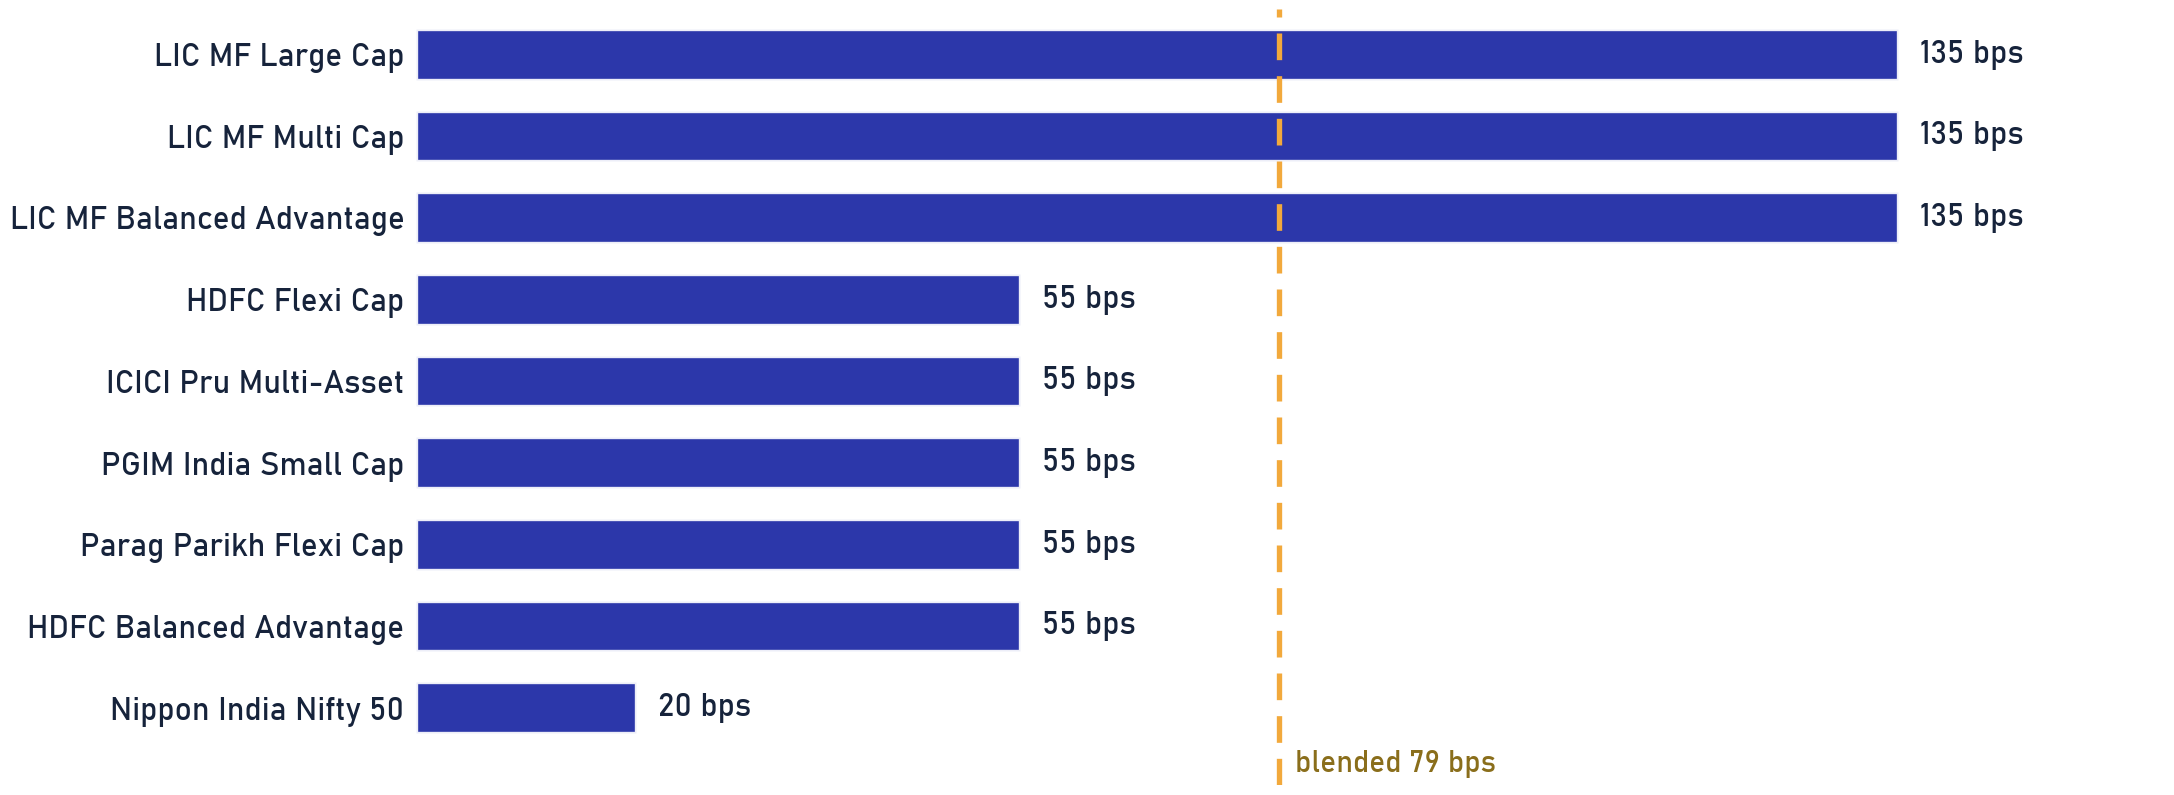 LIC MF Large Cap 135 bps
LIC MF Multi Cap 135 bps
LIC MF Balanced Advantage 135 bps
HDFC Flexi Cap 55 bps
ICICI Pru Multi-Asset 55 bps
PGIM India Small Cap 55 bps
Parag Parikh Flexi Cap 55 bps
HDFC Balanced Advantage 55 bps
Nippon India Nifty 50 20 bps
blended 79 bps